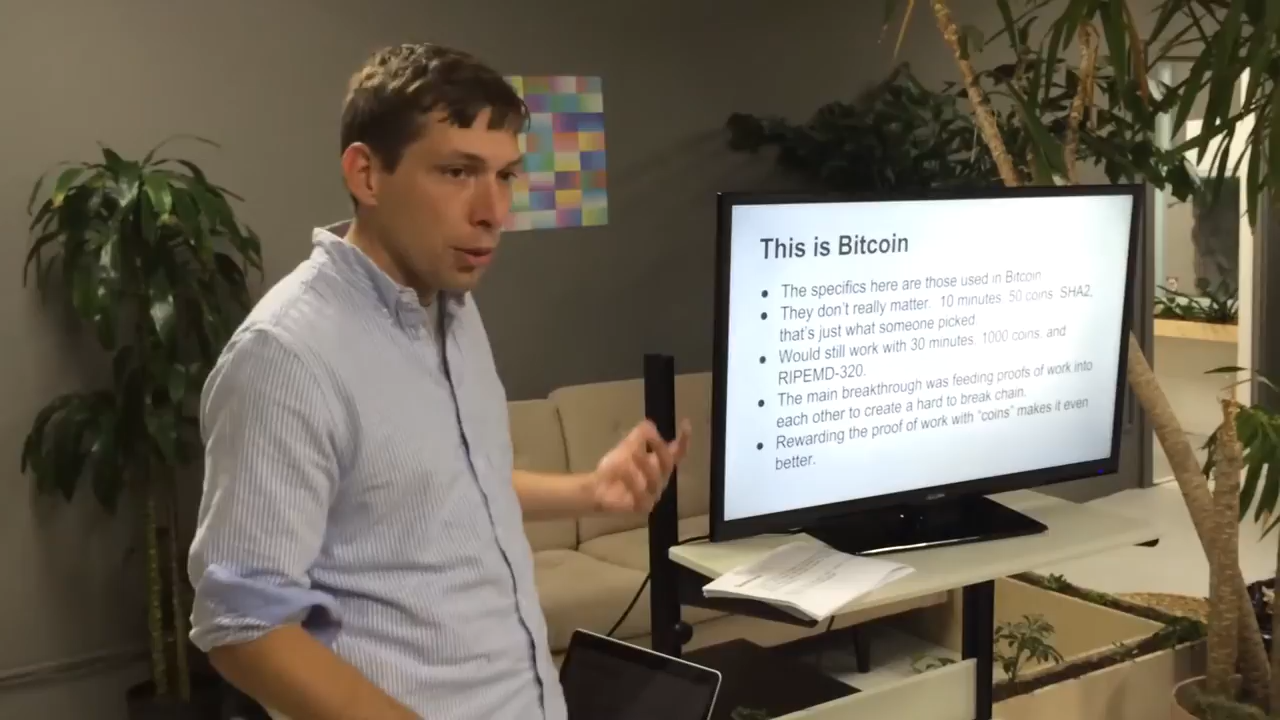 This is Bitcoin
● The specifics here are those used in Bitcoin
● They don't really matter. 10 minutes, 50 coins, SHA2,
that's just what someone picked.
● Would still work with 30 minutes, 1000 coins, and
RIPEMD-320.
● The main breakthrough was feeding proofs of work into
each other to create a hard to break chain.
● Rewarding the proof of work with "coins" makes it even
better.